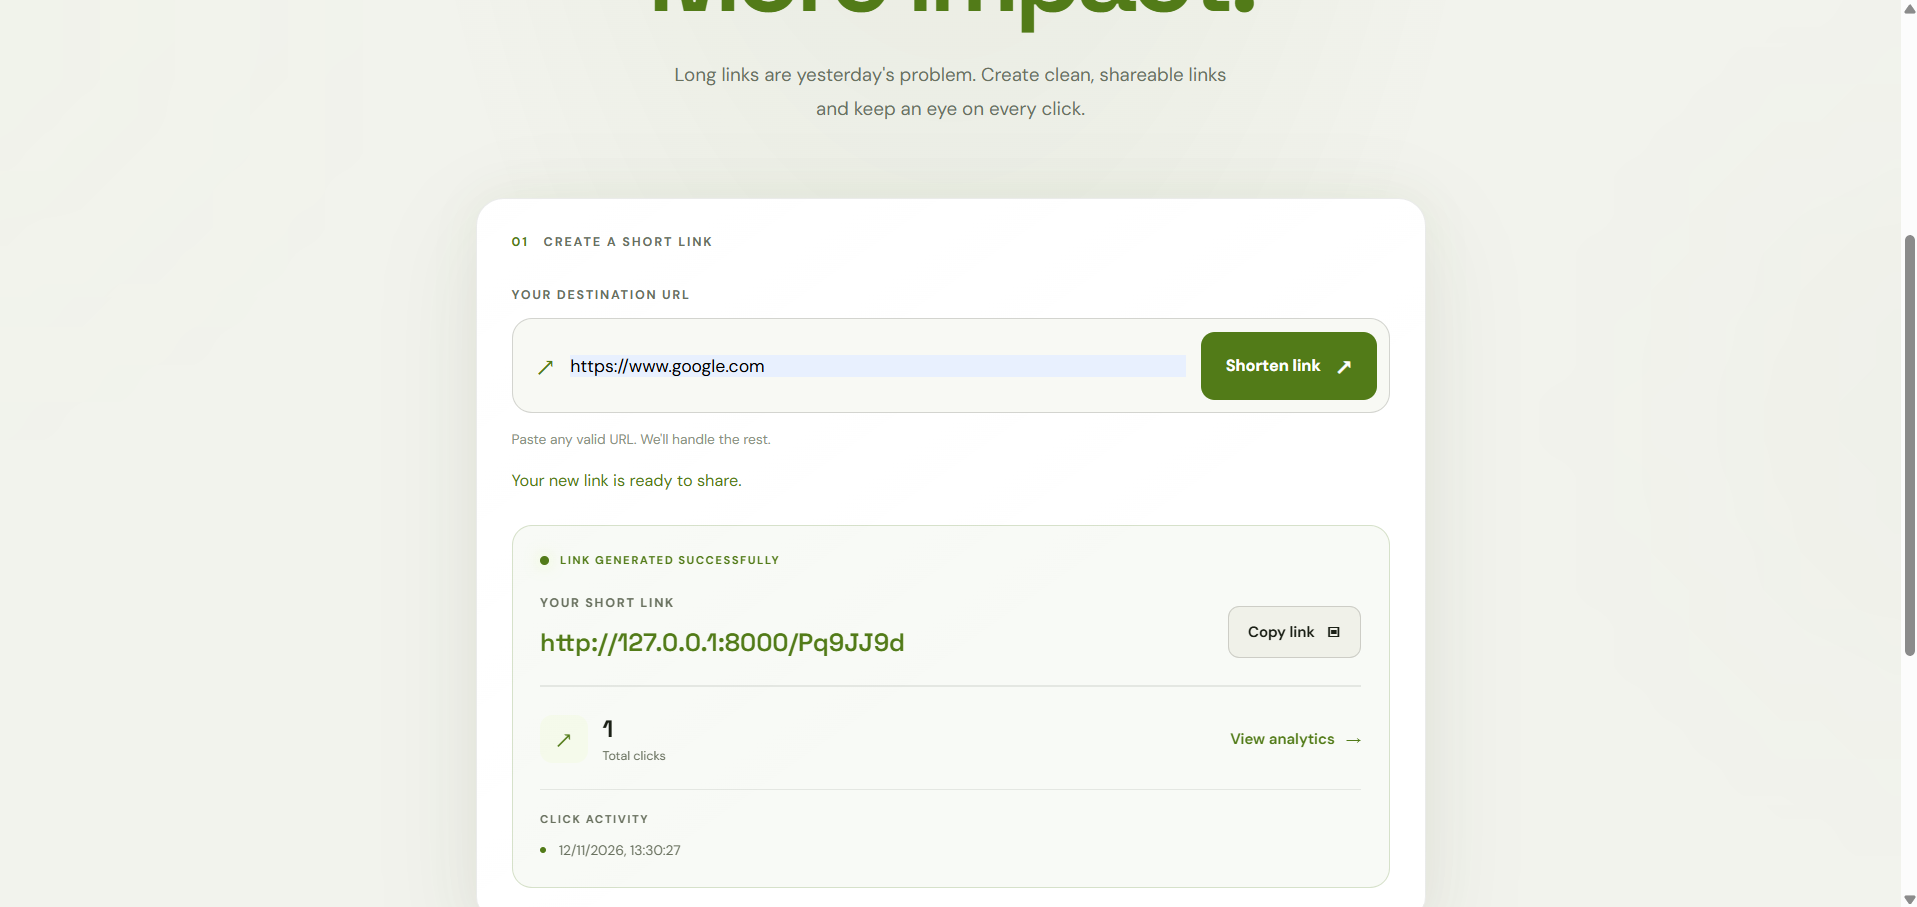 More impact.
Long links are yesterday's problem. Create clean, shareable links
and keep an eye on every click.
01 CREATE A SHORT LINK
YOUR DESTINATION URL
https://www.google.com
Shorten link
Paste any valid URL. We'll handle the rest.
Your new link is ready to share.
LINK GENERATED SUCCESSFULLY
YOUR SHORT LINK
http://127.0.0.1:8000/Pq9JJ9d
Copy link
1
Total clicks
View analytics →
CLICK ACTIVITY
12/11/2026, 13:30:27